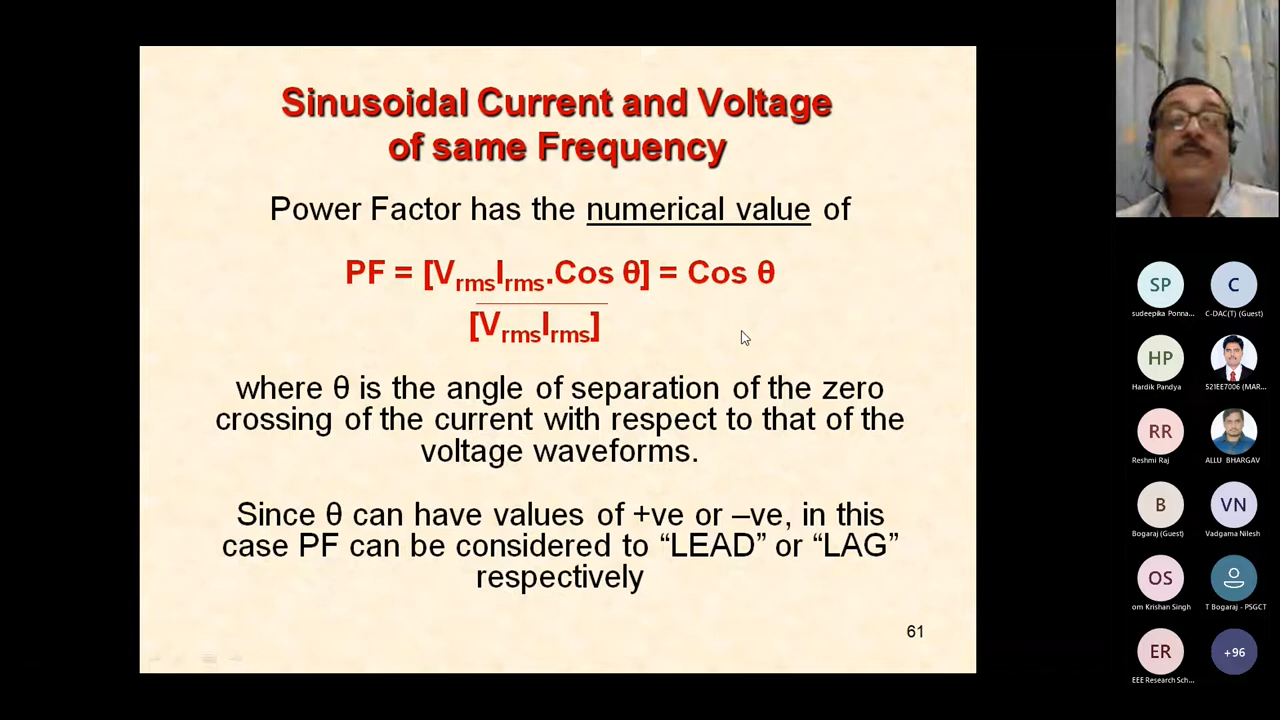 Sinusoidal Current and Voltage
of same Frequency
Power Factor has the numerical value of
PF = [VrmsIrms.Cos θ] = Cos θ
[VrmsIrms]
where θ is the angle of separation of the zero
crossing of the current with respect to that of the
voltage waveforms.
Since θ can have values of +ve or –ve, in this
case PF can be considered to “LEAD” or “LAG”
respectively
61
SP C
sudeepika Ponna... C-DAC(T) (Guest)
HP
Hardik Pandya 521EE7006 (MAR...
RR
Reshmi Raj ALLU BHARGAV
B VN
Bogaraj (Guest) Vadgama Nilesh
OS
om Krishan Singh T Bogaraj - PSGCT
ER +96
EEE Research Sch...